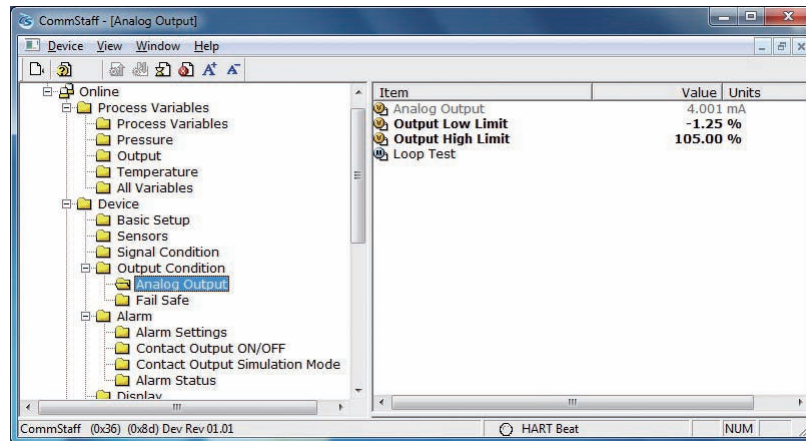 CommStaff - [Analog Output]
Device View Window Help
Online
Process Variables
Process Variables
Pressure
Output
Temperature
All Variables
Device
Basic Setup
Sensors
Signal Condition
Output Condition
Analog Output
Fail Safe
Alarm
Alarm Settings
Contact Output ON/OFF
Contact Output Simulation Mode
Alarm Status
Display
Item Value Units
Analog Output 4.001 mA
Output Low Limit -1.25 %
Output High Limit 105.00 %
Loop Test
CommStaff (0x36) (0x8d) Dev Rev 01.01 HART Beat NUM